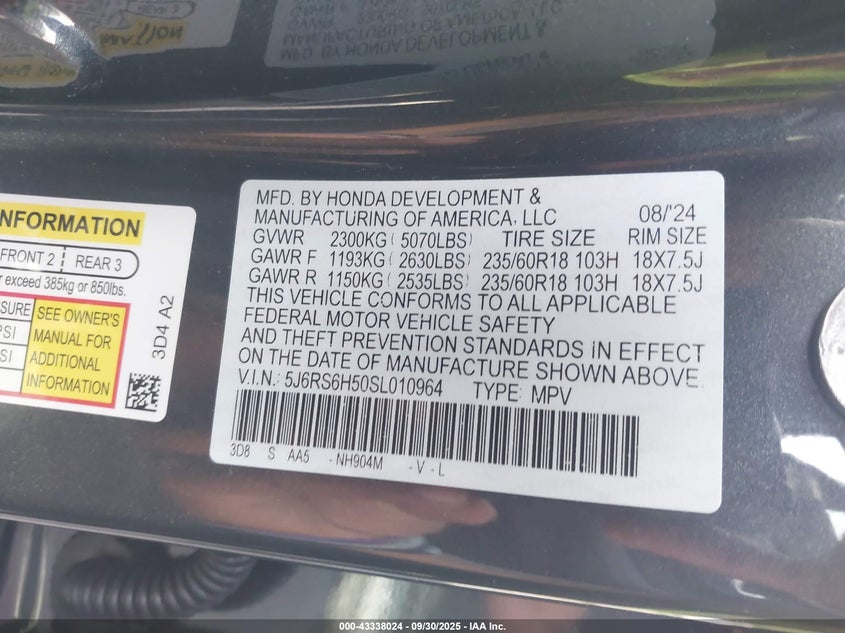 MFD. BY HONDA DEVELOPMENT &
MANUFACTURING OF AMERICA, LLC 08/'24
GVWR 2300KG ( 5070LBS) TIRE SIZE RIM SIZE
GAWR F 1193KG ( 2630LBS) 235/60R18 103H 18X7.5J
GAWR R 1150KG ( 2535LBS) 235/60R18 103H 18X7.5J
THIS VEHICLE CONFORMS TO ALL APPLICABLE
FEDERAL MOTOR VEHICLE SAFETY
AND THEFT PREVENTION STANDARDS IN EFFECT
ON THE DATE OF MANUFACTURE SHOWN ABOVE.
V.I.N.: 5J6RS6H50SL010964 TYPE: MPV
3D8 S AA5 -NH904M -V-L
INFORMATION
FRONT 2 REAR 3
exceed 385kg or 850lbs.
SEE OWNER'S
MANUAL FOR
ADDITIONAL
INFORMATION
3D4 A2
000-43338024 - 09/30/2025 - IAA Inc.